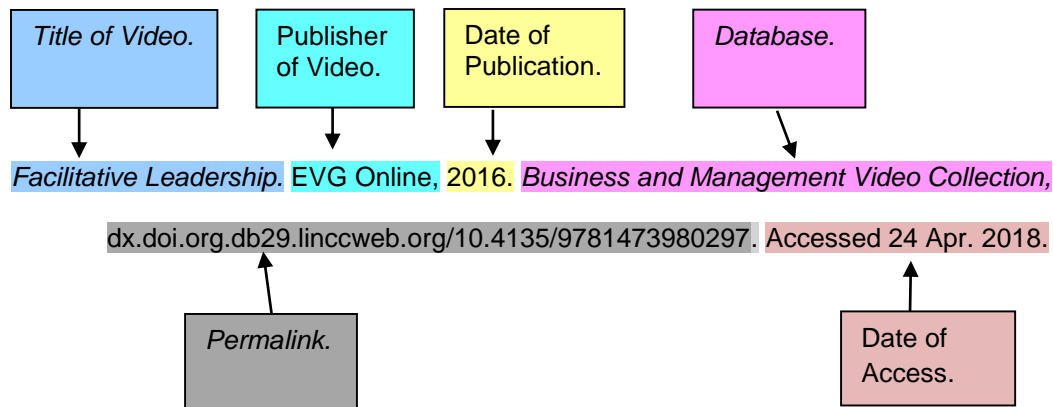 Title of Video.
Publisher
of Video.
Date of
Publication.
Database.
Facilitative Leadership. EVG Online, 2016. Business and Management Video Collection,
dx.doi.org.db29.linccweb.org/10.4135/9781473980297. Accessed 24 Apr. 2018.
Permalink.
Date of
Access.